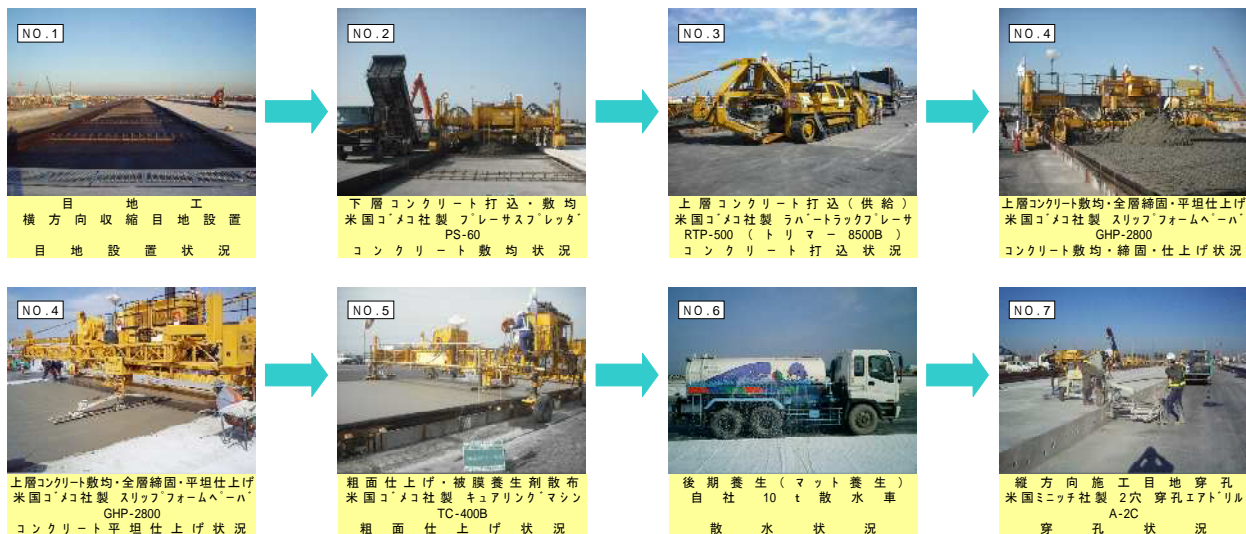 NO.1
目地工
横方向収縮目地設置
目地設置状況
NO.2
下層コンクリート打込・敷均
米国ゴメコ社製 プレーサスプレッダ
PS-60
コンクリート敷均状況
NO.3
上層コンクリート打込(供給)
米国ゴメコ社製 ラバートラックプレーサ
RTP-500 (トリマー8500B)
コンクリート打込状況
NO.4
上層コンクリート敷均・全層締固・平坦仕上げ
米国ゴメコ社製 スリップフォームペーバ
GHP-2800
コンクリート敷均・締固・仕上げ状況
NO.4
上層コンクリート敷均・全層締固・平坦仕上げ
米国ゴメコ社製 スリップフォームペーバ
GHP-2800
コンクリート平坦仕上げ状況
NO.5
粗面仕上げ・被膜養生剤散布
米国ゴメコ社製 キュアリングマシン
TC-400B
粗面仕上げ状況
NO.6
後期養生(マット養生)
自社 10t散水車
散水状況
NO.7
縦方向施工目地穿孔
米国ミニッチ社製 2穴 穿孔エアドリル
A-2C
穿孔状況